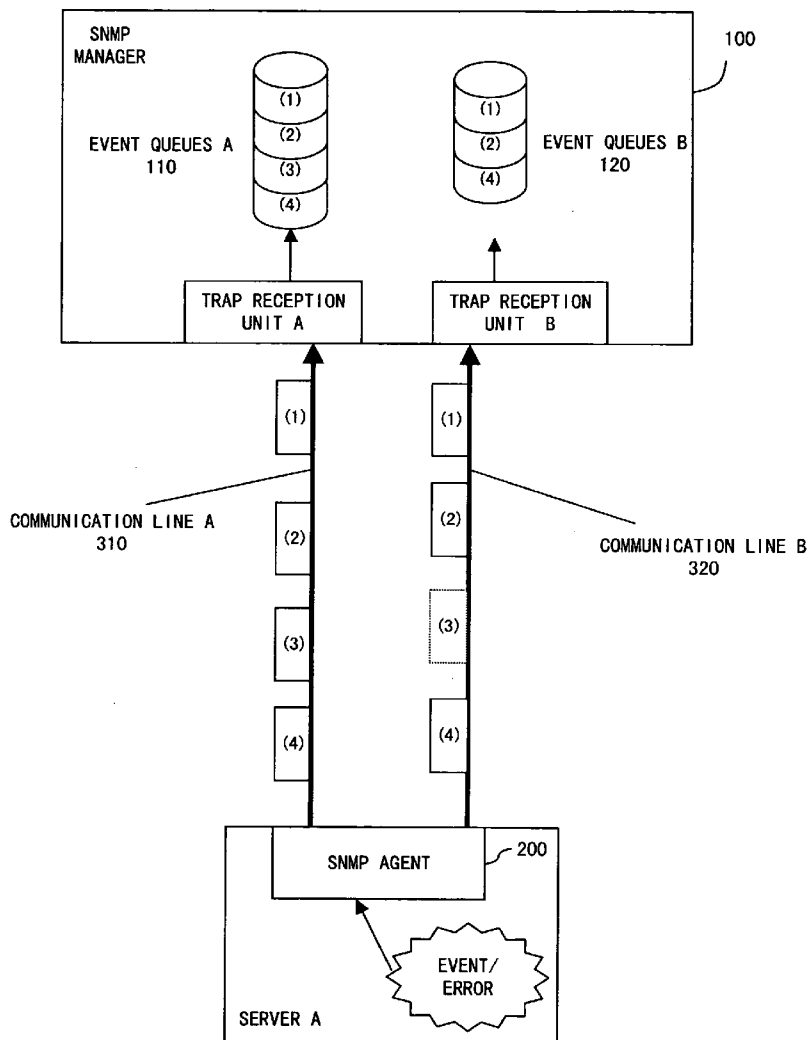 SNMP
MANAGER
100
(1)
(2)
(3)
(4)
EVENT QUEUES A
110
(1)
(2)
(4)
EVENT QUEUES B
120
TRAP RECEPTION
UNIT A
TRAP RECEPTION
UNIT B
(1)
(2)
(3)
(4)
COMMUNICATION LINE A
310
(1)
(2)
(3)
(4)
COMMUNICATION LINE B
320
SNMP AGENT
200
EVENT/
ERROR
SERVER A